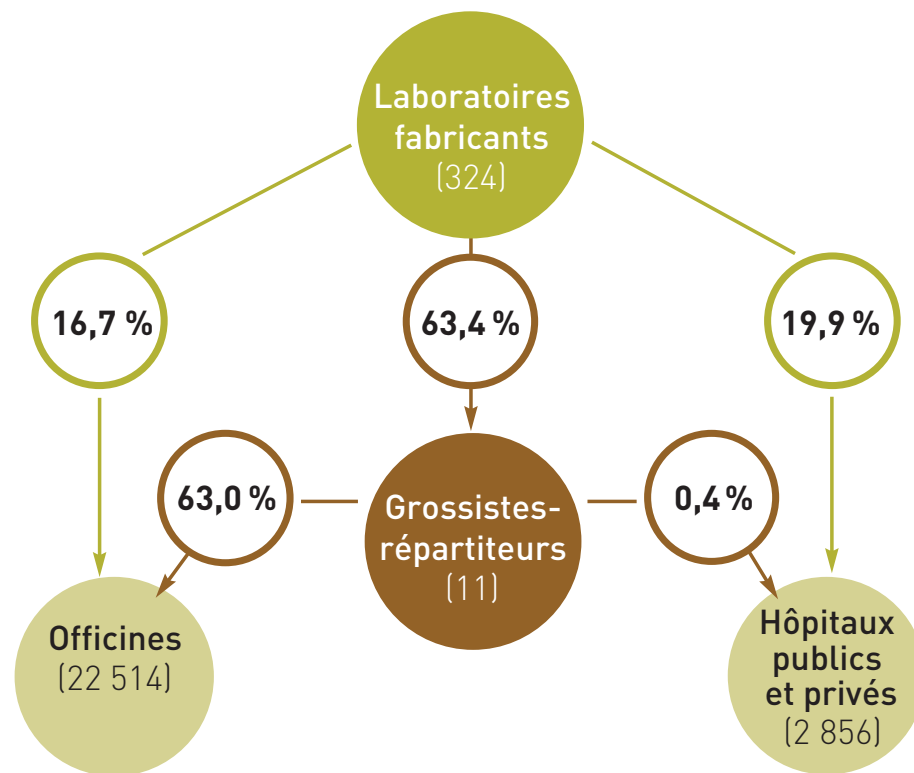 Laboratoires
fabricants
(324)
16,7 %
63,4 %
19,9 %
63,0 %
0,4 %
Grossistes-
répartiteurs
(11)
Officines
(22 514)
Hôpitaux
publics
et privés
(2 856)